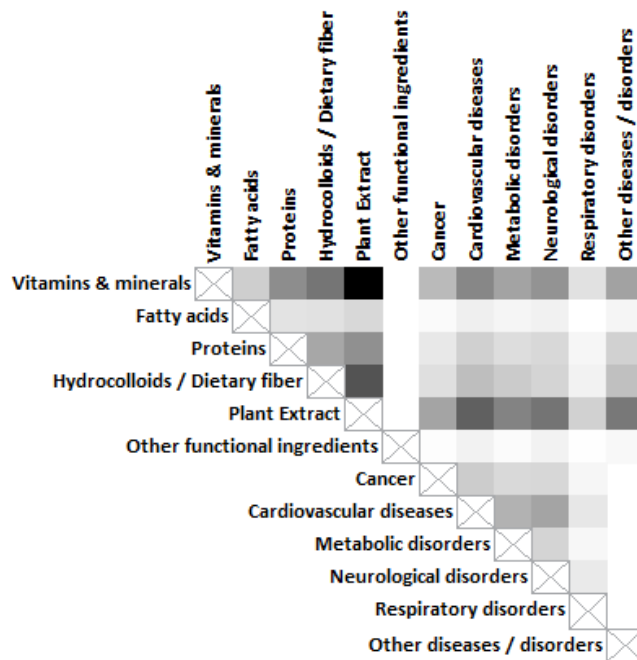 Vitamins & minerals
Fatty acids
Proteins
Hydrocolloids / Dietary fiber
Plant Extract
Other functional ingredients
Cancer
Cardiovascular diseases
Metabolic disorders
Neurological disorders
Respiratory disorders
Other diseases / disorders
Vitamins & minerals
Fatty acids
Proteins
Hydrocolloids / Dietary fiber
Plant Extract
Other functional ingredients
Cancer
Cardiovascular diseases
Metabolic disorders
Neurological disorders
Respiratory disorders
Other diseases / disorders